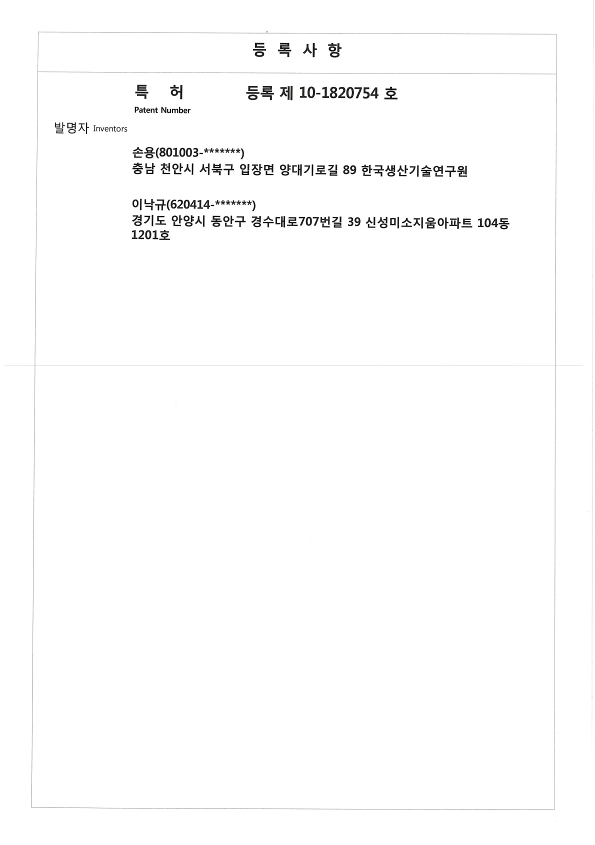 등 록 사 항
특 허 등록 제 10-1820754 호
Patent Number
발명자 Inventors
손용(801003-*******)
충남 천안시 서북구 입장면 양대기로길 89 한국생산기술연구원
이낙규(620414-*******)
경기도 안양시 동안구 경수대로707번길 39 신성미소지움아파트 104동
1201호